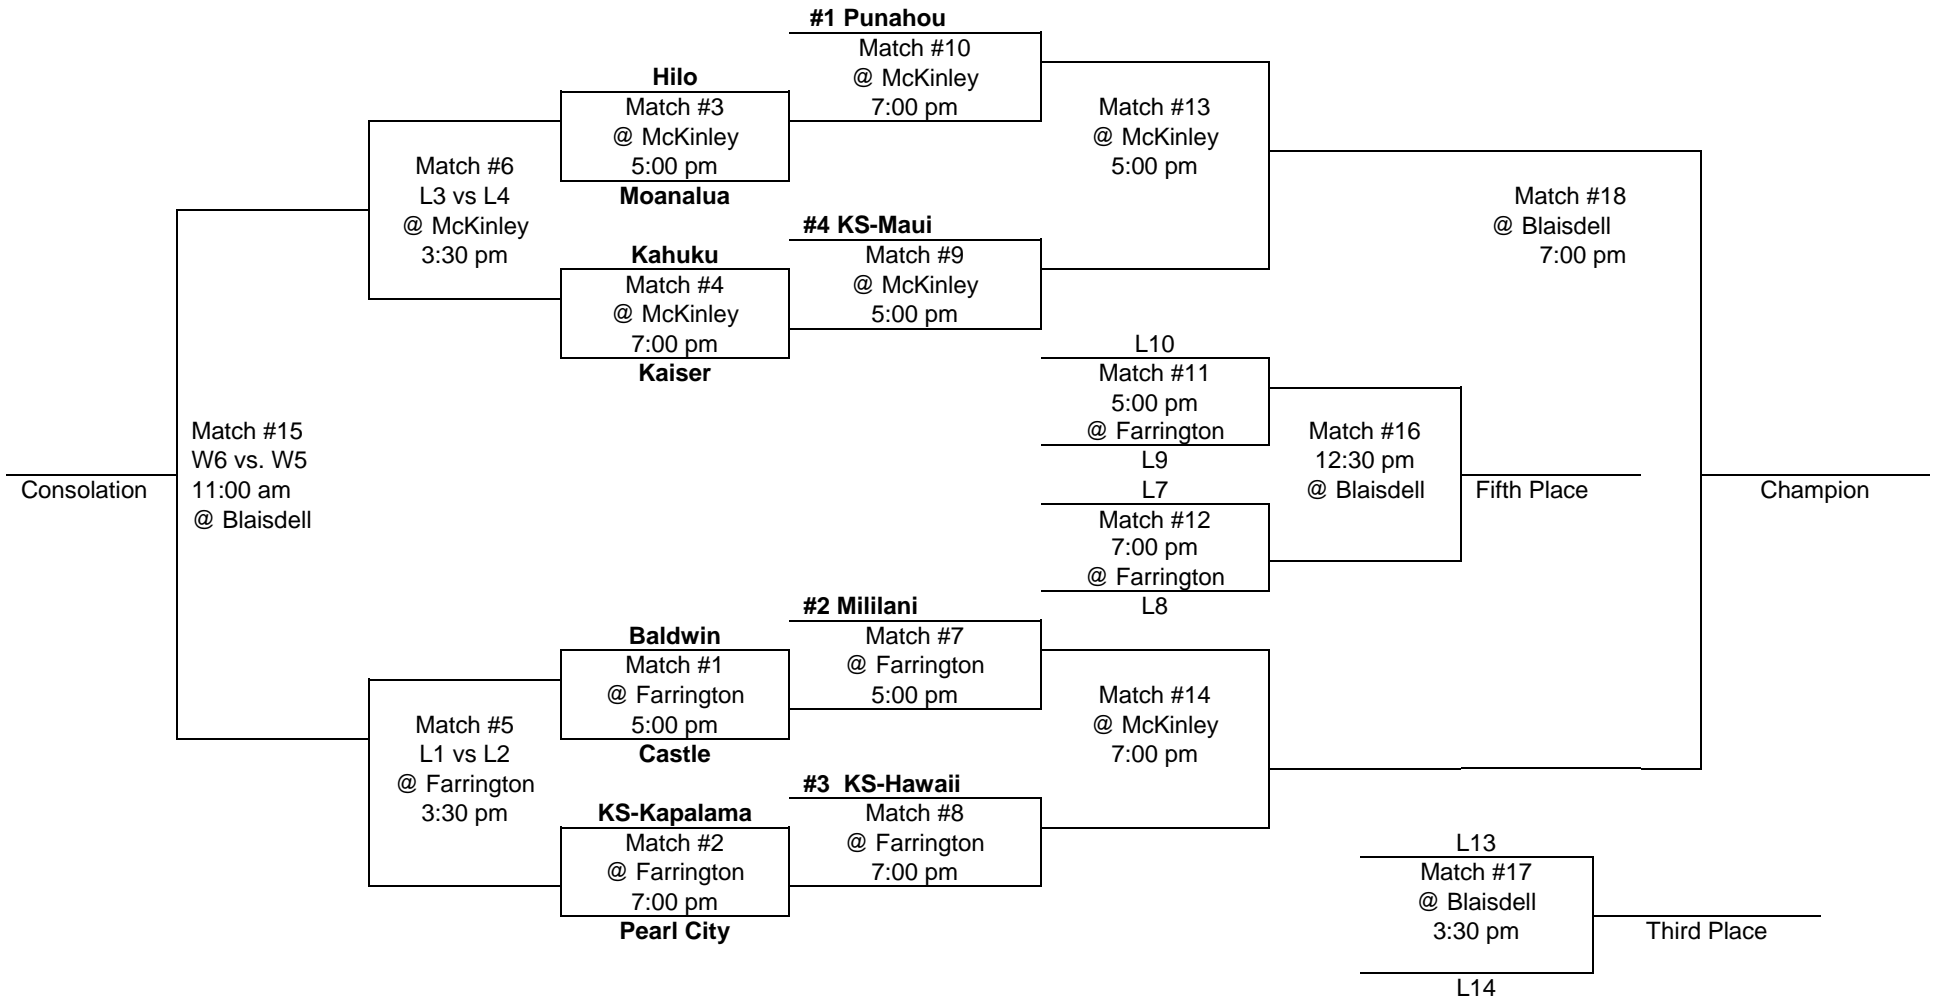 #1 Punahou
Match #10
@ McKinley
7:00 pm
Hilo
Match #3
@ McKinley
5:00 pm
Moanalua
Match #13
@ McKinley
5:00 pm
Match #6
L3 vs L4
@ McKinley
3:30 pm
#4 KS-Maui
Match #9
@ McKinley
5:00 pm
Kahuku
Match #4
@ McKinley
7:00 pm
Kaiser
Match #18
@ Blaisdell
7:00 pm
L10
Match #11
5:00 pm
@ Farrington
L9
L7
Match #12
7:00 pm
@ Farrington
L8
Match #16
12:30 pm
@ Blaisdell
Fifth Place
Champion
Consolation
Match #15
W6 vs. W5
11:00 am
@ Blaisdell
#2 Mililani
Match #7
@ Farrington
5:00 pm
Baldwin
Match #1
@ Farrington
5:00 pm
Castle
Match #14
@ McKinley
7:00 pm
Match #5
L1 vs L2
@ Farrington
3:30 pm
#3  KS-Hawaii
Match #8
@ Farrington
7:00 pm
KS-Kapalama
Match #2
@ Farrington
7:00 pm
Pearl City
L13
Match #17
@ Blaisdell
3:30 pm
L14
Third Place